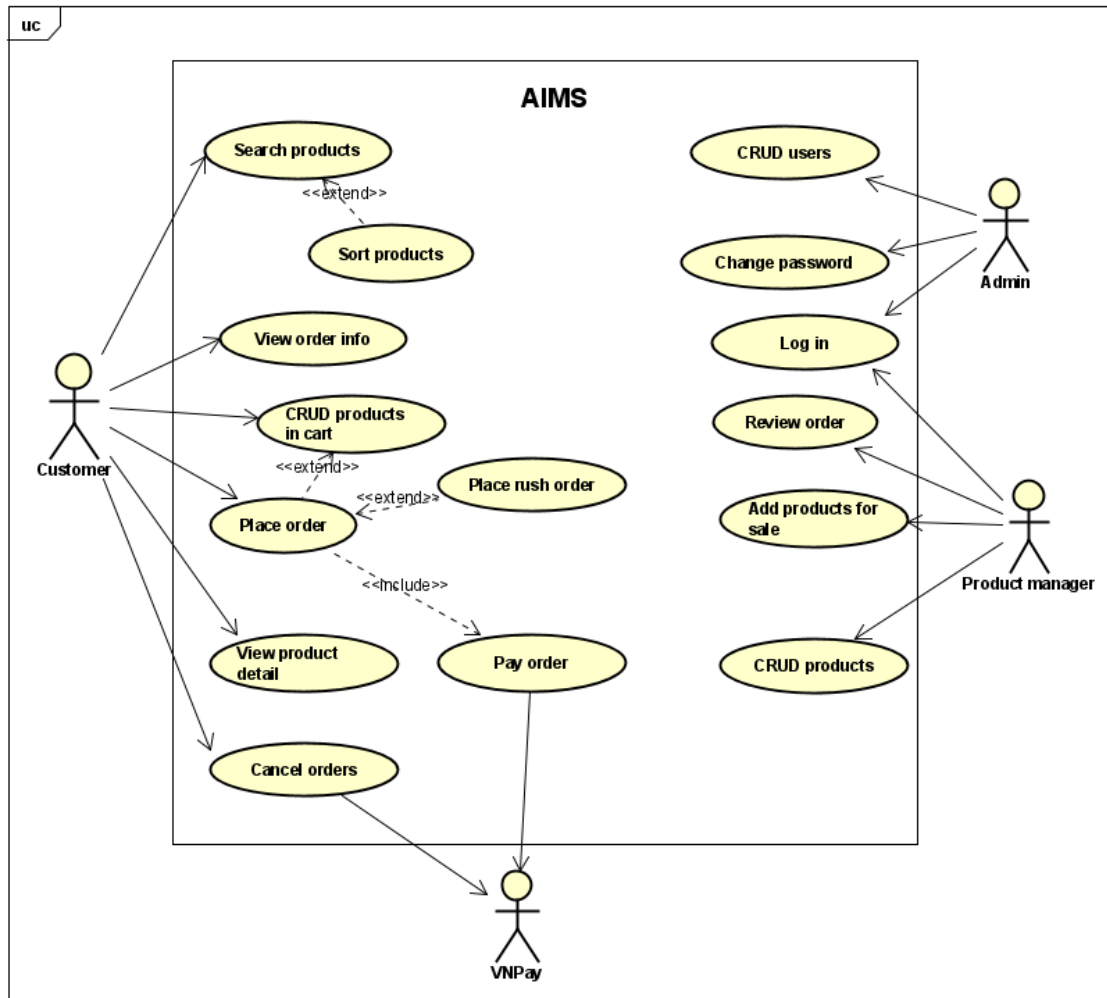 uc
AIMS
Search products
<<extend>>
Sort products
View order info
CRUD products
in cart
<<extend>>
Place order
<<extend>>
Place rush order
<<include>>
View product
detail
Pay order
Cancel orders
Customer
CRUD users
Change password
Log in
Review order
Add products for
sale
CRUD products
Admin
Product manager
VNPay